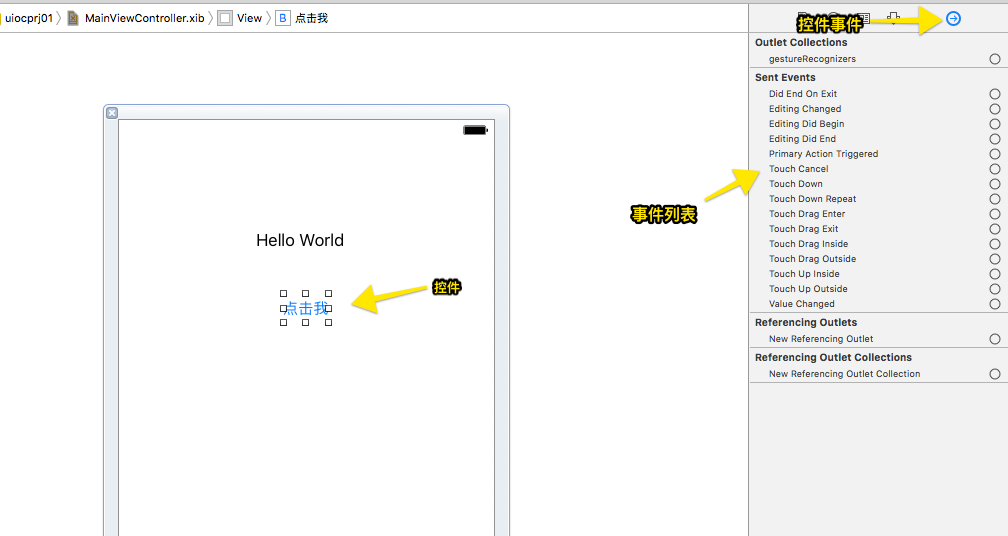 uiocprj01 MainViewController.xib View B 点击我
控件事件
Outlet Collections
gestureRecognizers
Sent Events
Did End On Exit
Editing Changed
Editing Did Begin
Editing Did End
Primary Action Triggered
Touch Cancel
Touch Down
Touch Down Repeat
Touch Drag Enter
Touch Drag Exit
Touch Drag Inside
Touch Drag Outside
Touch Up Inside
Touch Up Outside
Value Changed
Referencing Outlets
New Referencing Outlet
Referencing Outlet Collections
New Referencing Outlet Collection
事件列表
Hello World
控件
点击我